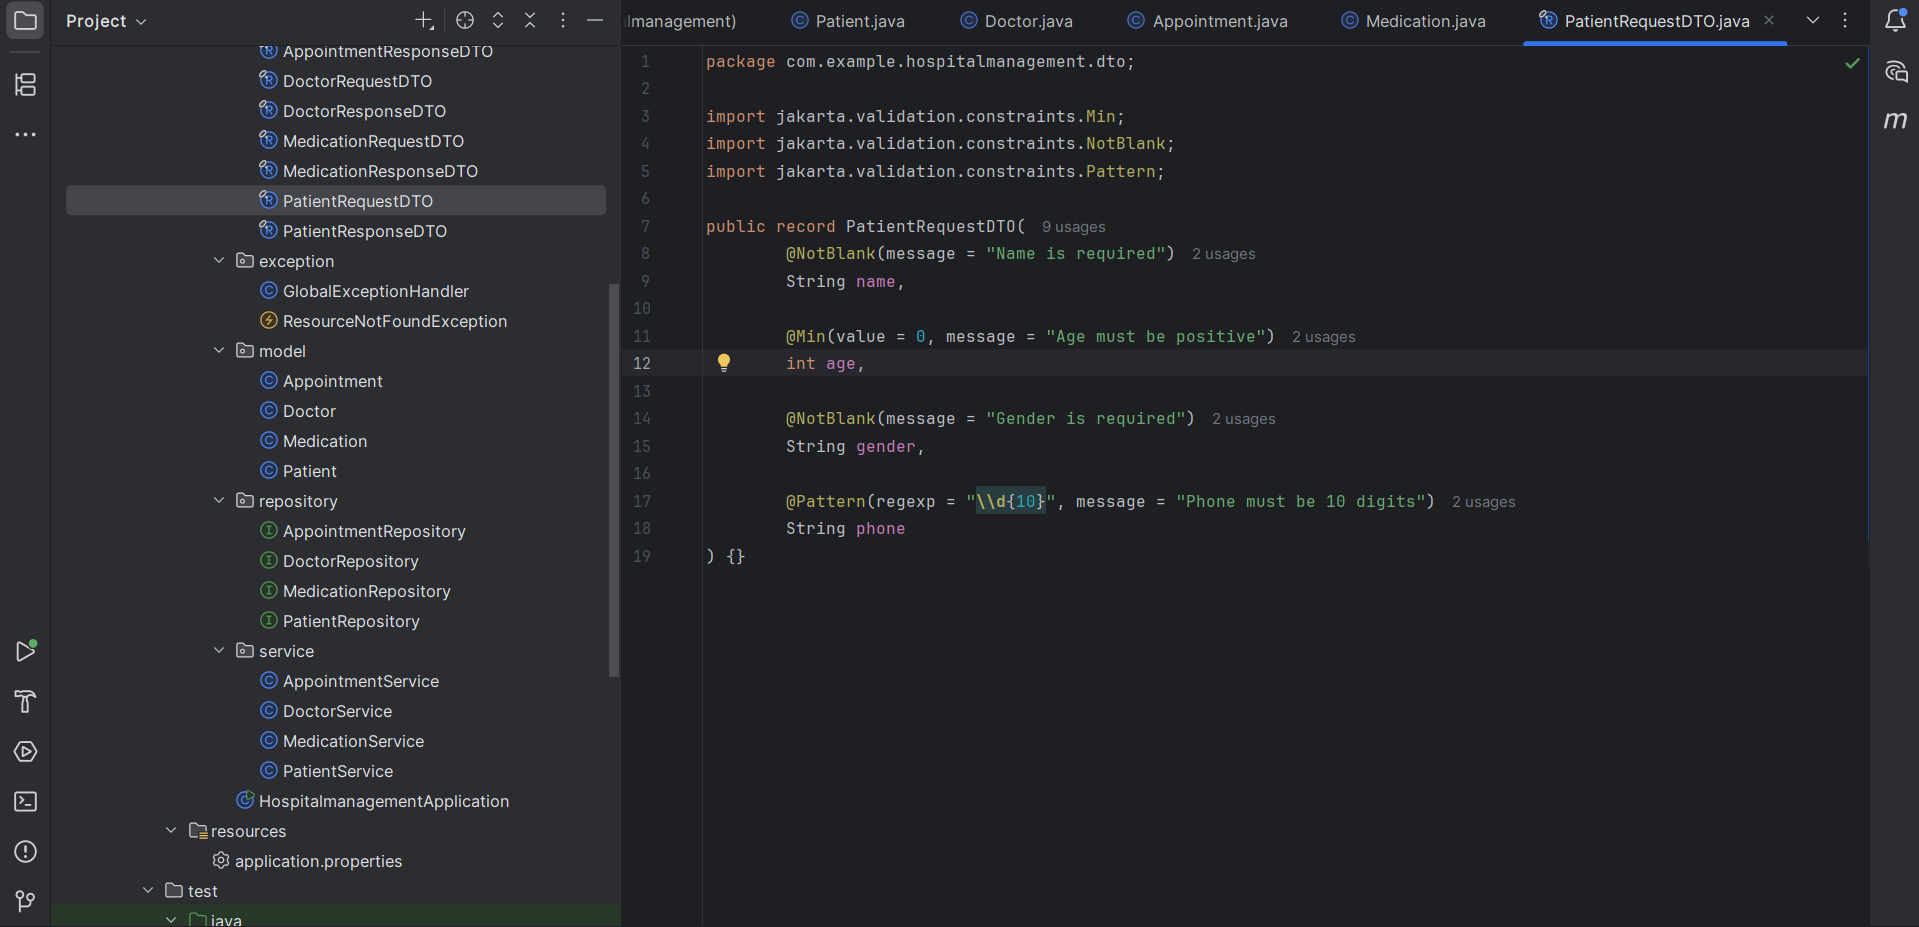 Project
AppointmentResponseDTO
DoctorRequestDTO
DoctorResponseDTO
MedicationRequestDTO
MedicationResponseDTO
PatientRequestDTO
PatientResponseDTO
exception
GlobalExceptionHandler
ResourceNotFoundException
model
Appointment
Doctor
Medication
Patient
repository
AppointmentRepository
DoctorRepository
MedicationRepository
PatientRepository
service
AppointmentService
DoctorService
MedicationService
PatientService
HospitalmanagementApplication
resources
application.properties
test
java
lmanagement) Patient.java Doctor.java Appointment.java Medication.java PatientRequestDTO.java
1 package com.example.hospitalmanagement.dto;
2
3 import jakarta.validation.constraints.Min;
4 import jakarta.validation.constraints.NotBlank;
5 import jakarta.validation.constraints.Pattern;
6
7 public record PatientRequestDTO( 9 usages
8 @NotBlank(message = "Name is required") 2 usages
9 String name,
10
11 @Min(value = 0, message = "Age must be positive") 2 usages
12 int age,
13
14 @NotBlank(message = "Gender is required") 2 usages
15 String gender,
16
17 @Pattern(regexp = "\\d{10}", message = "Phone must be 10 digits") 2 usages
18 String phone
19 ) {}
m